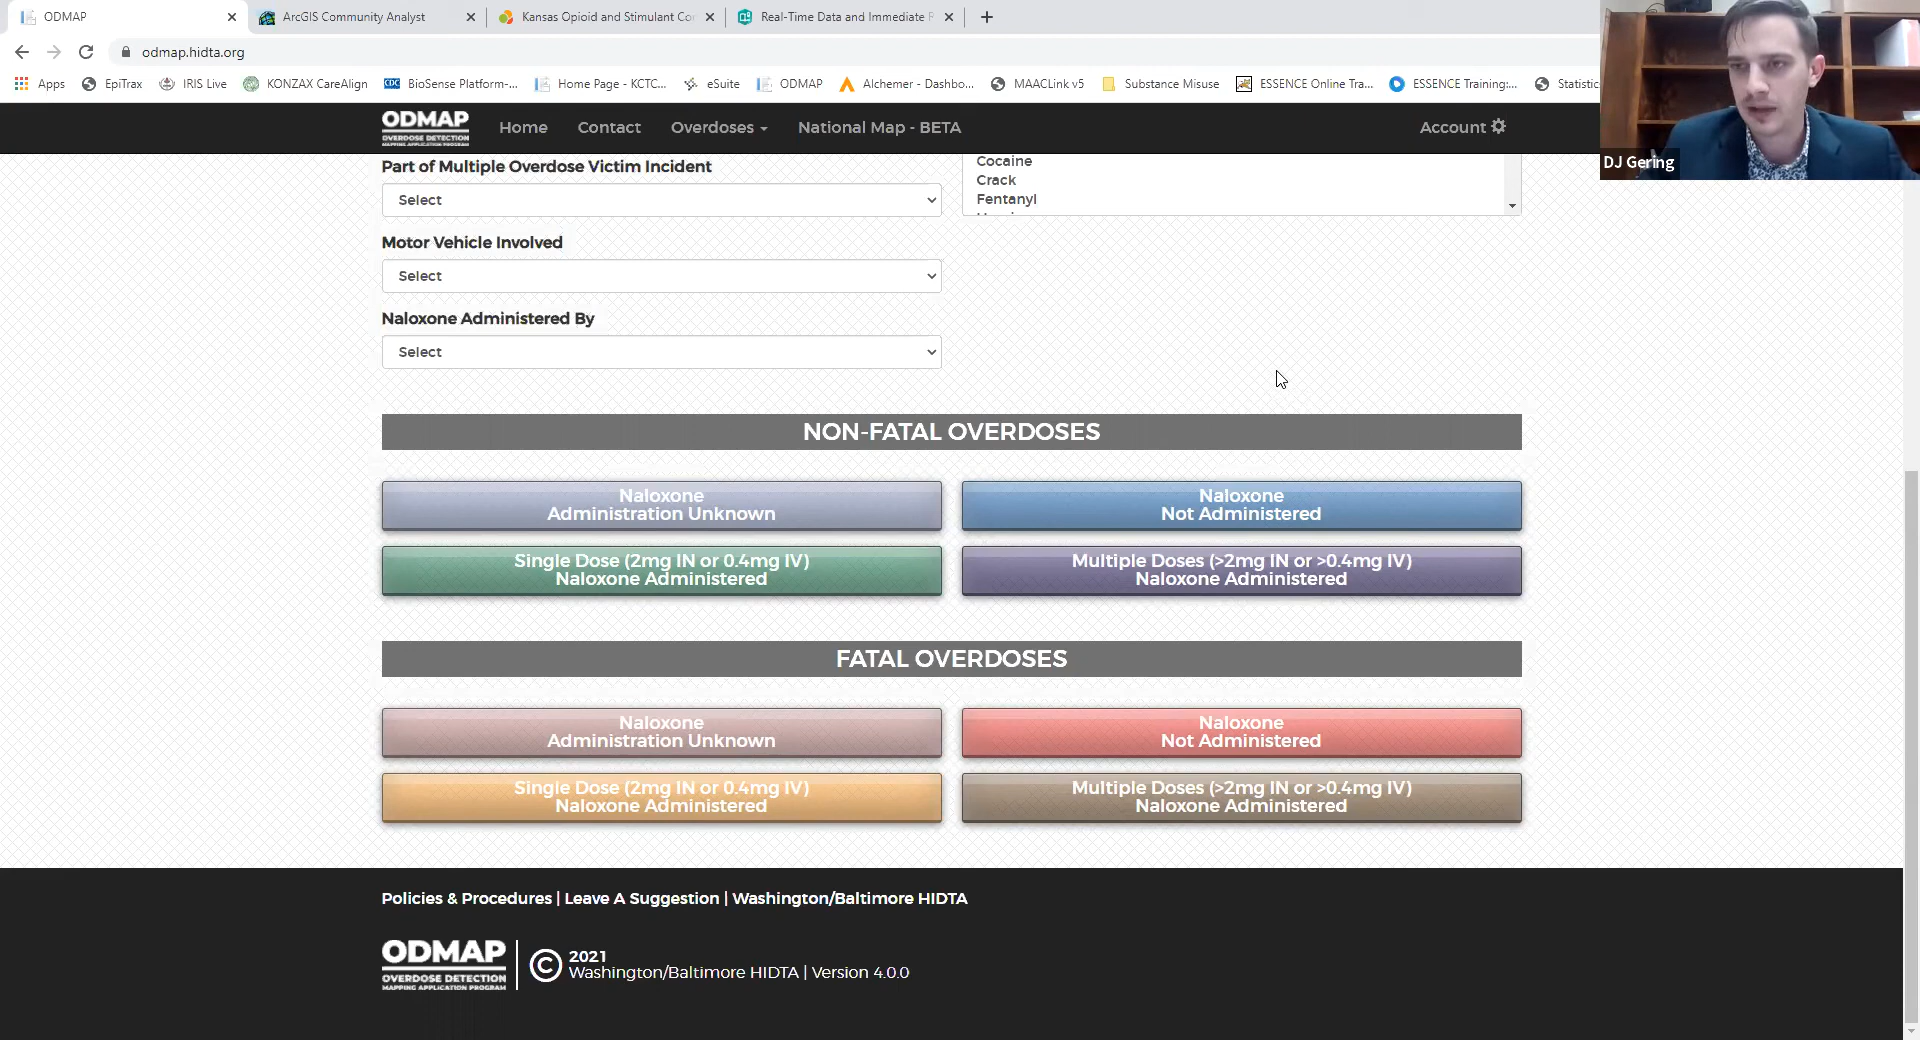 ODMAP
ArcGIS Community Analyst
Kansas Opioid and Stimulant Co
Real-Time Data and Immediate
odmap.hidta.org
Apps
EpiTrax
IRIS Live
KONZAX CareAlign
CDC
BioSense Platform-...
Home Page - KCTC...
eSuite
ODMAP
Alchemer - Dashbo...
MAACLink v5
Substance Misuse
ESSENCE Online Tra...
ESSENCE Training:...
Statistic
DJ Gering
ODMAP
OVERDOSE DETECTION
MAPPING APPLICATION PROGRAM
Home
Contact
Overdoses
National Map - BETA
Account
Part of Multiple Overdose Victim Incident
Select
Cocaine
Crack
Fentanyl
Motor Vehicle Involved
Select
Naloxone Administered By
Select
NON-FATAL OVERDOSES
Naloxone
Administration Unknown
Naloxone
Not Administered
Single Dose (2mg IN or 0.4mg IV)
Naloxone Administered
Multiple Doses (>2mg IN or >0.4mg IV)
Naloxone Administered
FATAL OVERDOSES
Naloxone
Administration Unknown
Naloxone
Not Administered
Single Dose (2mg IN or 0.4mg IV)
Naloxone Administered
Multiple Doses (>2mg IN or >0.4mg IV)
Naloxone Administered
Policies & Procedures | Leave A Suggestion | Washington/Baltimore HIDTA
ODMAP
OVERDOSE DETECTION
MAPPING APPLICATION PROGRAM
© 2021
Washington/Baltimore HIDTA | Version 4.0.0